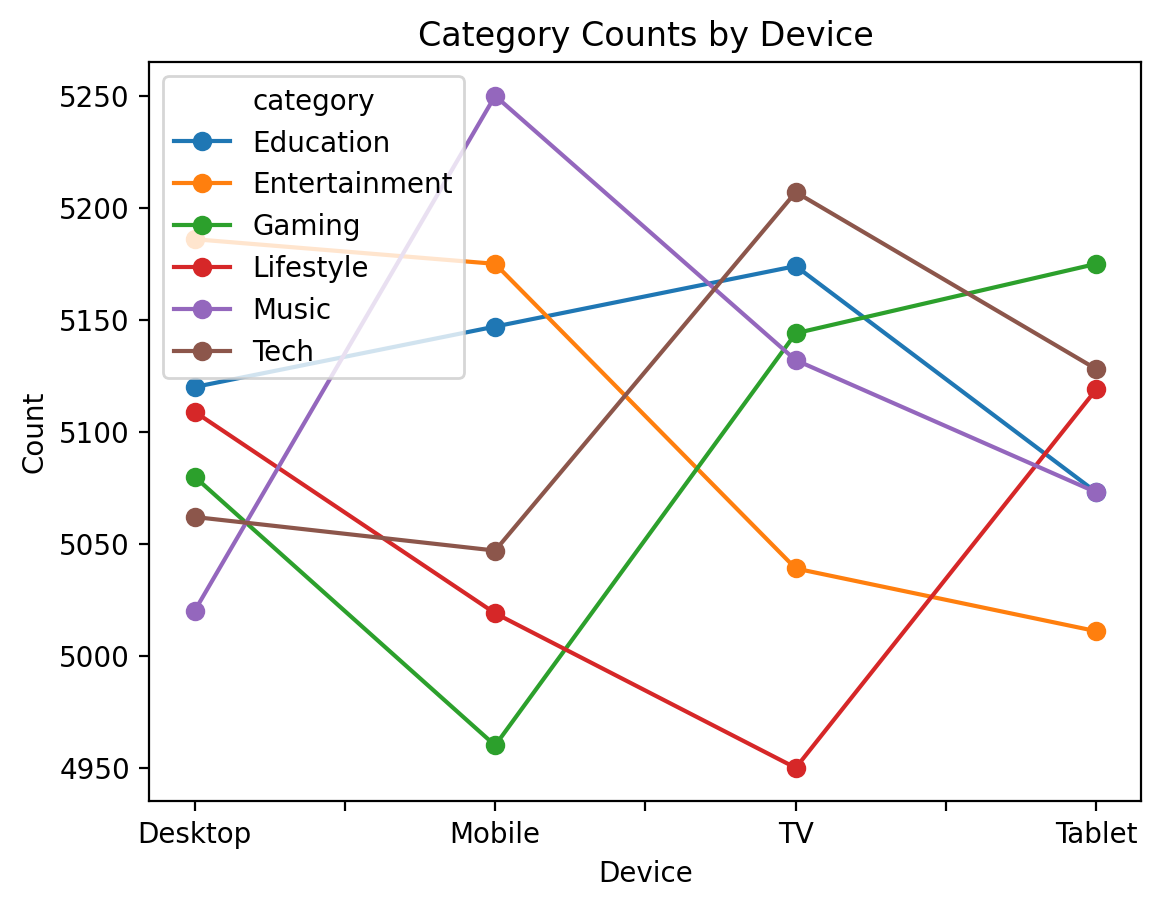 Category Counts by Device
category
Education
Entertainment
Gaming
Lifestyle
Music
Tech
5250
5200
5150
5100
5050
5000
4950
Count
Desktop Mobile TV Tablet
Device